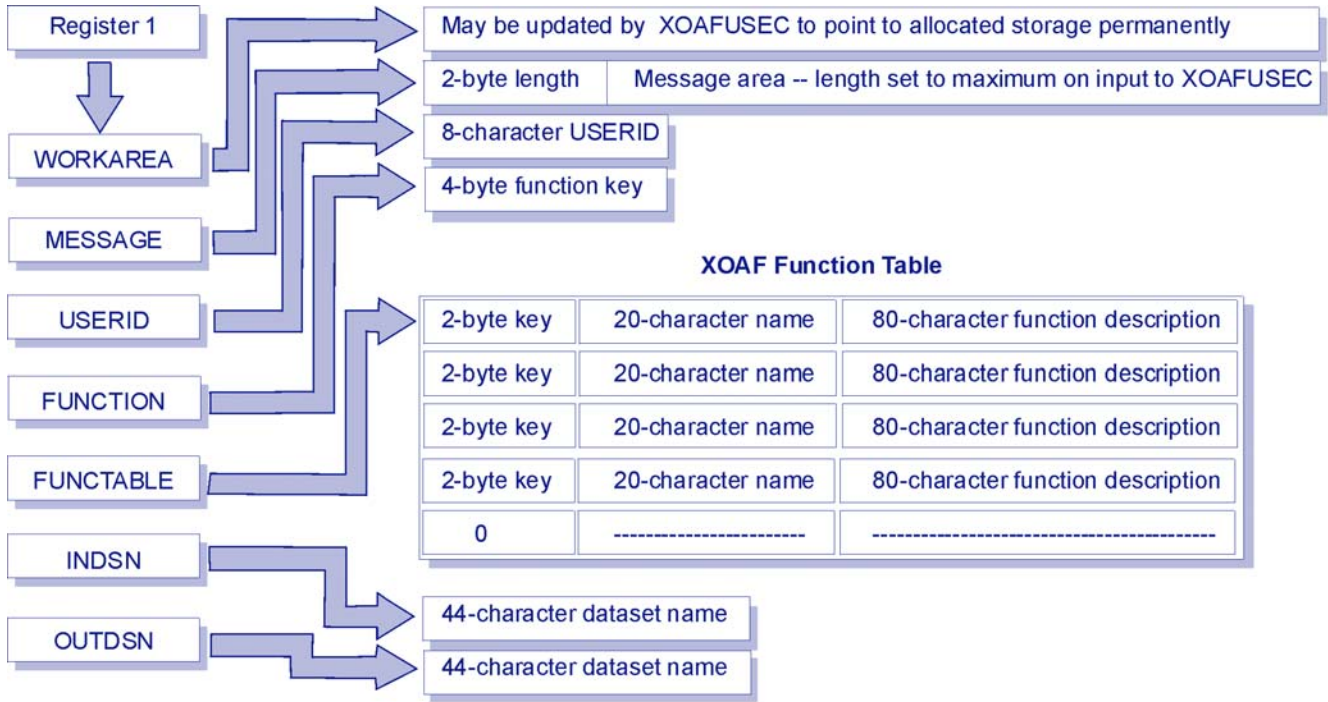 Register 1
WORKAREA
MESSAGE
USERID
FUNCTION
FUNCTABLE
INDSN
OUTDSN
May be updated by XOAFUSEC to point to allocated storage permanently
2-byte length Message area -- length set to maximum on input to XOAFUSEC
8-character USERID
4-byte function key
XOAF Function Table
2-byte key 20-character name 80-character function description
2-byte key 20-character name 80-character function description
2-byte key 20-character name 80-character function description
2-byte key 20-character name 80-character function description
0 ------------------------ -------------------------------------------
44-character dataset name
44-character dataset name